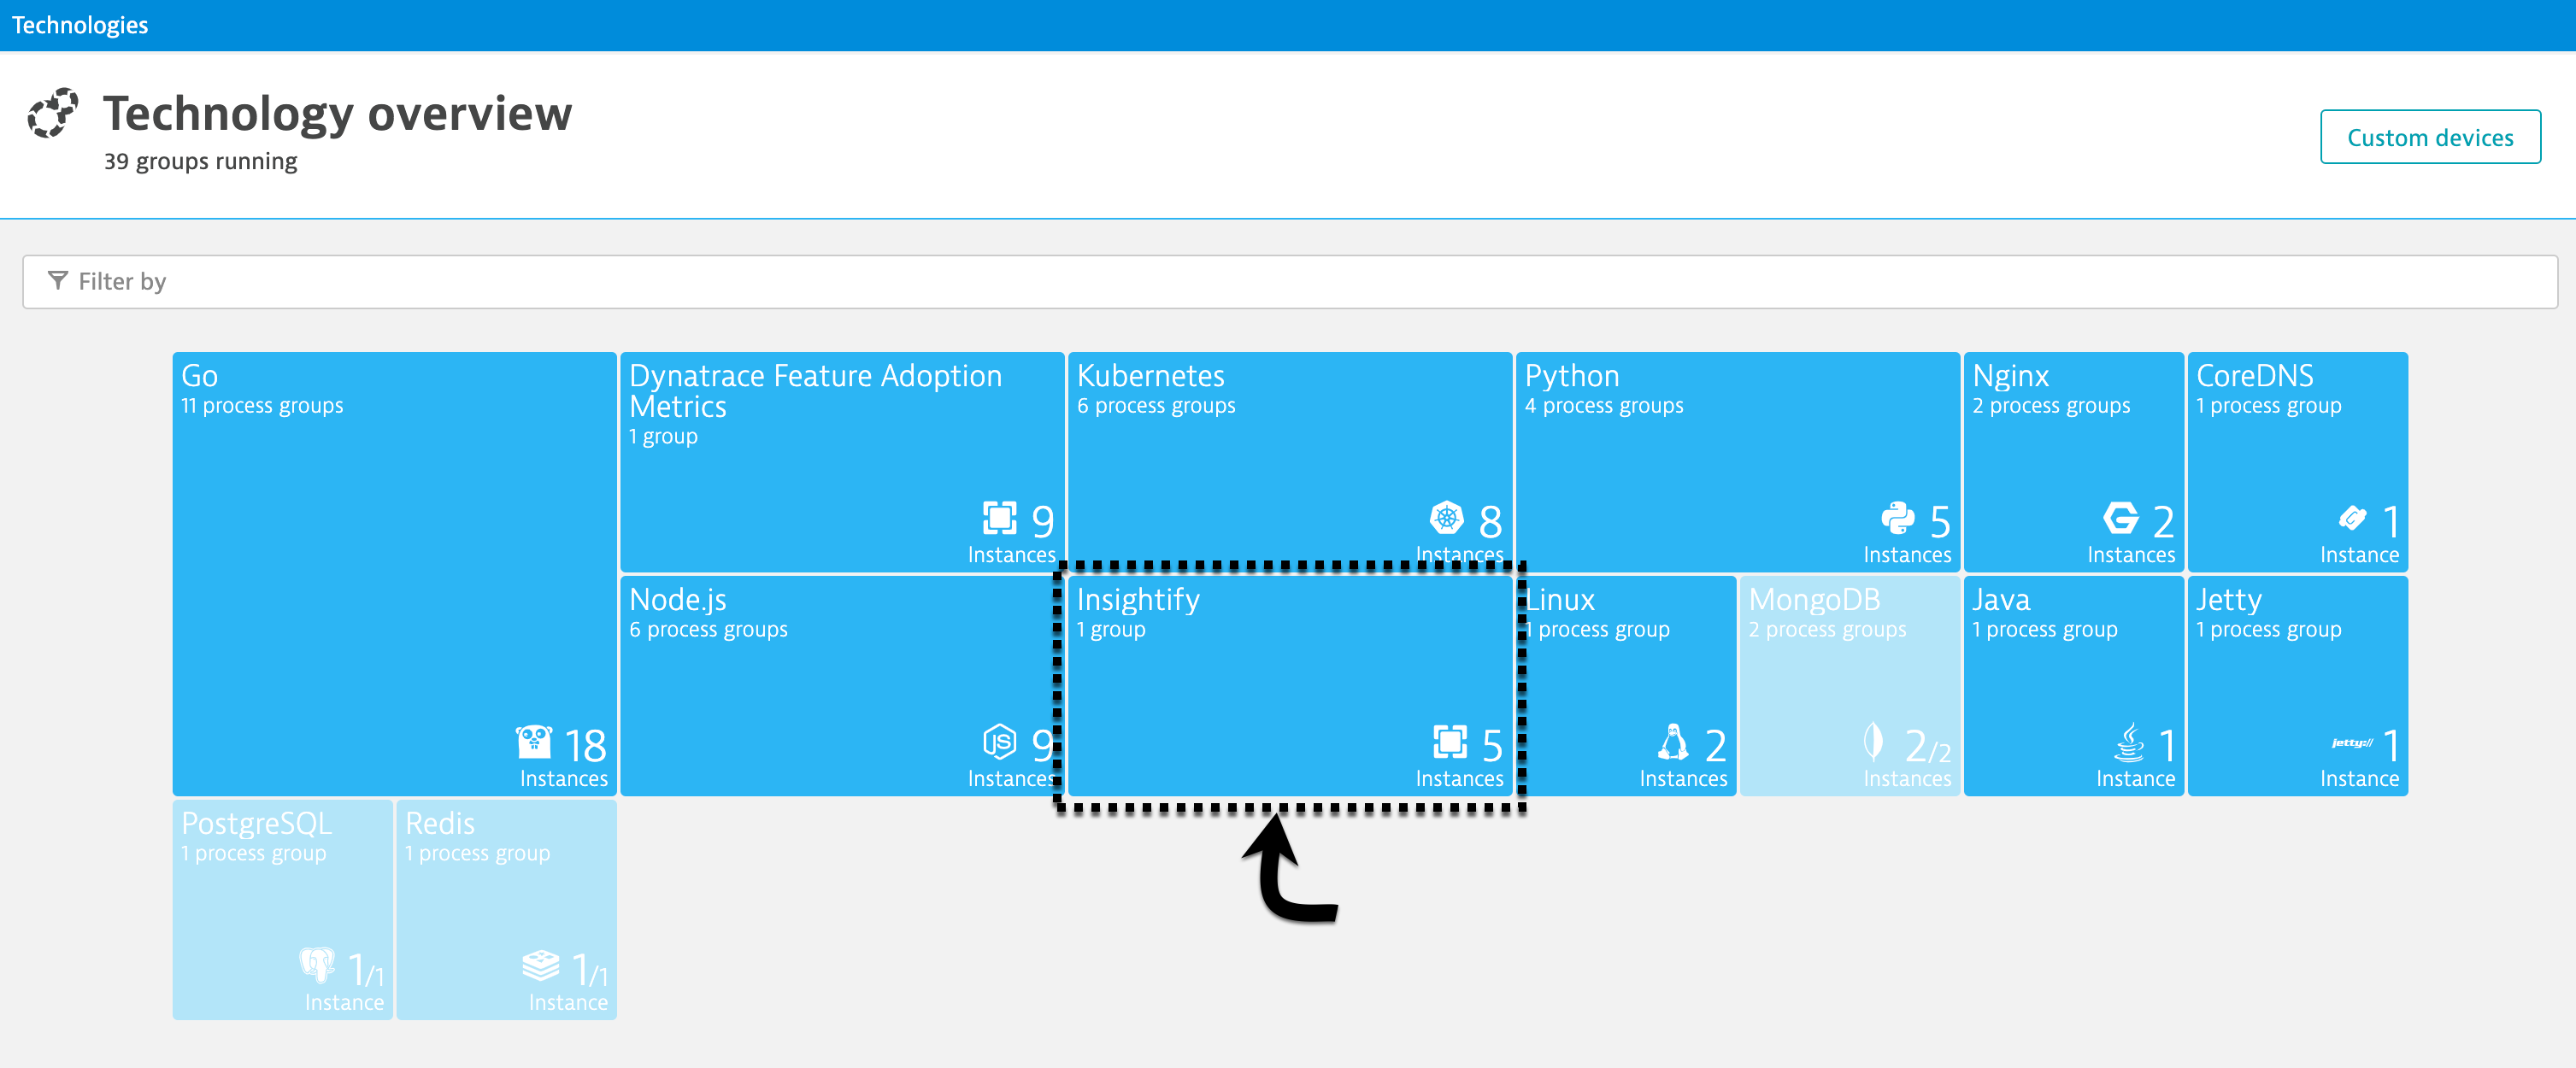 Technologies
Technology overview
39 groups running
Custom devices
Filter by
Go
11 process groups
18
Instances
Dynatrace Feature Adoption
Metrics
1 group
9
Instances
Kubernetes
6 process groups
8
Instances
Python
4 process groups
5
Instances
Nginx
2 process groups
2
Instances
CoreDNS
1 process group
1
Instance
Node.js
6 process groups
JS 9
Instances
Insightify
1 group
5
Instances
Linux
1 process group
2
Instances
MongoDB
2 process groups
2/2
Instances
Java
1 process group
1
Instance
Jetty
1 process group
jetty:// 1
Instance
PostgreSQL
1 process group
1/1
Instance
Redis
1 process group
1/1
Instance